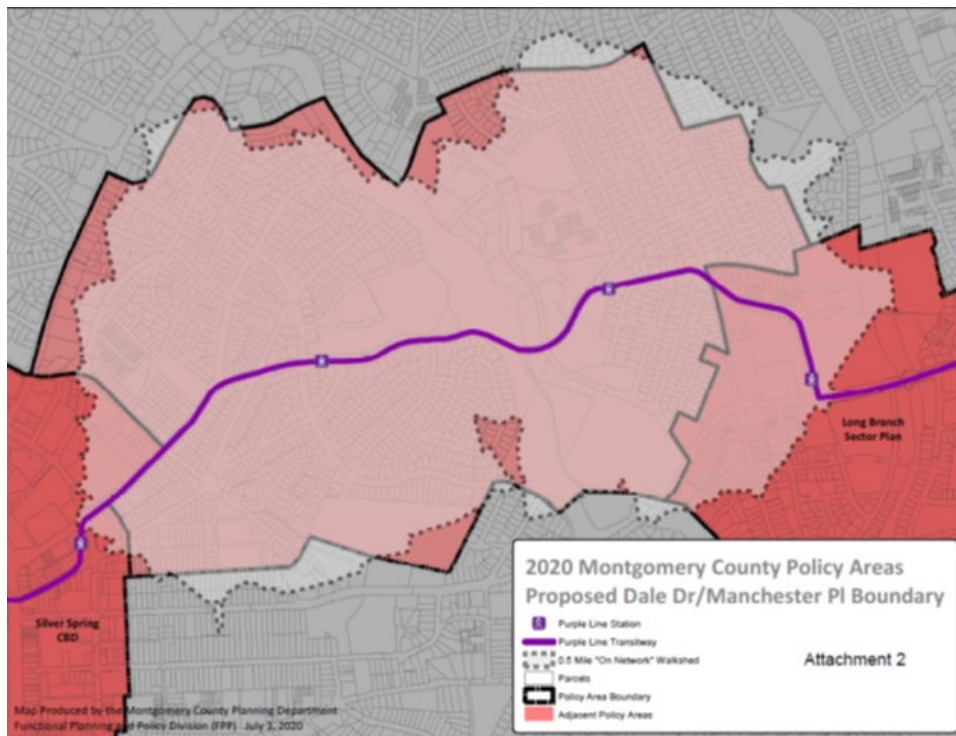 Long Branch
Sector Plan
Silver Spring
CBD
2020 Montgomery County Policy Areas
Proposed Dale Dr/Manchester Pl Boundary
Purple Line Station
Purple Line Transitway
0.5 Mile "On Network" Walkshed
Parcels
Policy Area Boundary
Adjacent Policy Areas
Attachment 2
Map Produced by the Montgomery County Planning Department
Functional Planning and Policy Division (FPP) July 3, 2020